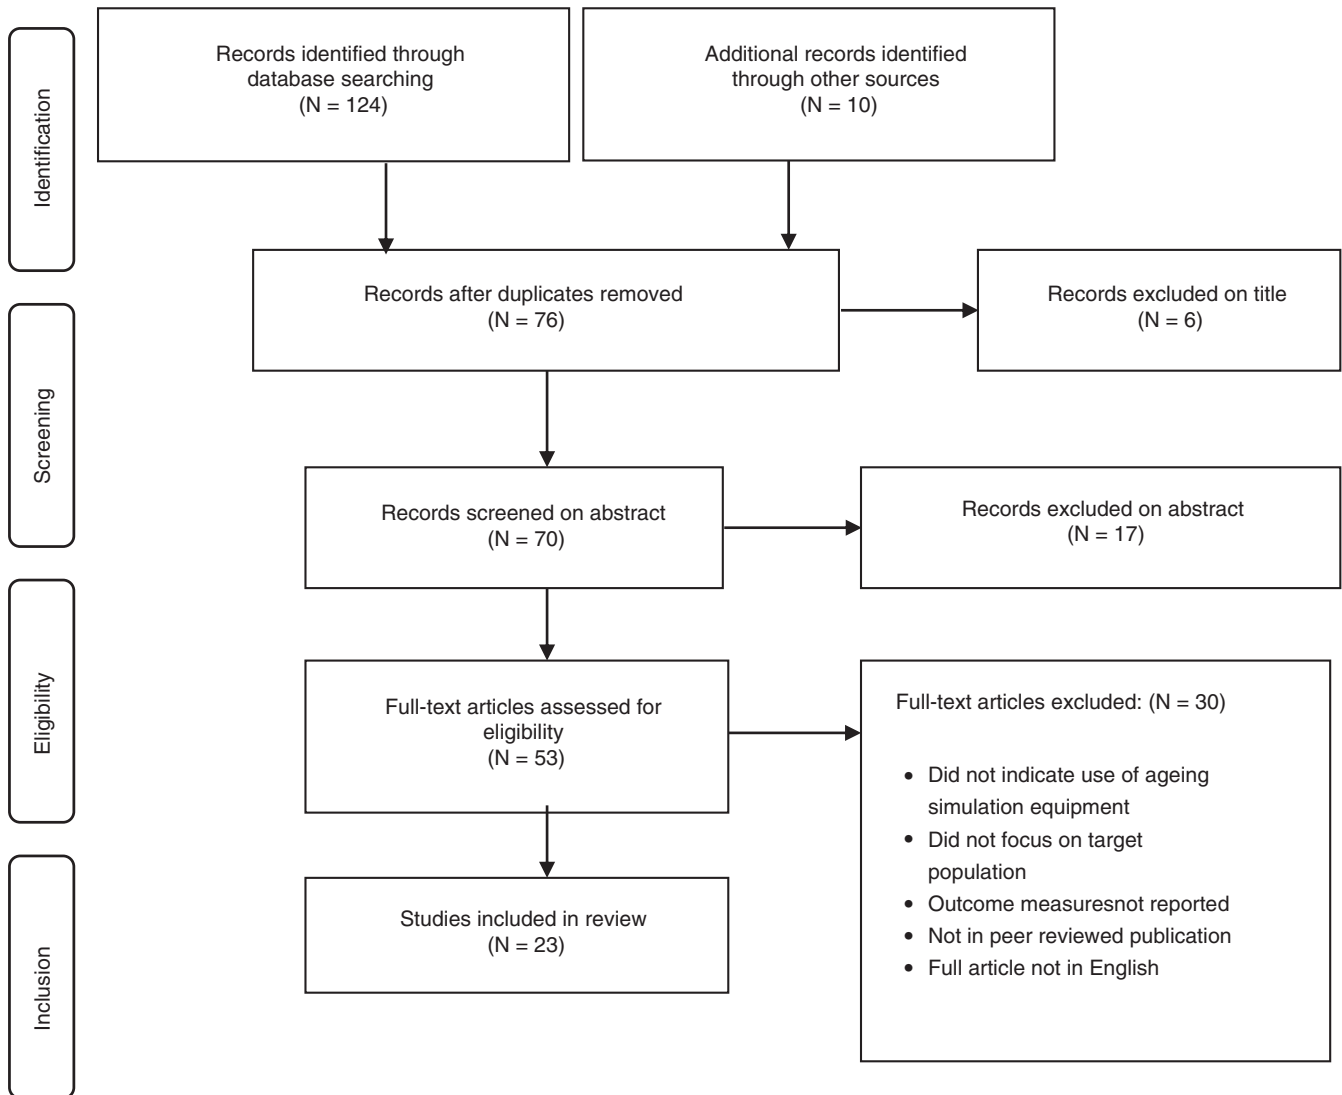 Identification
Records identified through
database searching
(N = 124)
Additional records identified
through other sources
(N = 10)
Records after duplicates removed
(N = 76)
Records excluded on title
(N = 6)
Screening
Records screened on abstract
(N = 70)
Records excluded on abstract
(N = 17)
Eligibility
Full-text articles assessed for
eligibility
(N = 53)
Full-text articles excluded: (N = 30)
• Did not indicate use of ageing
simulation equipment
• Did not focus on target
population
• Outcome measuresnot reported
• Not in peer reviewed publication
• Full article not in English
Inclusion
Studies included in review
(N = 23)